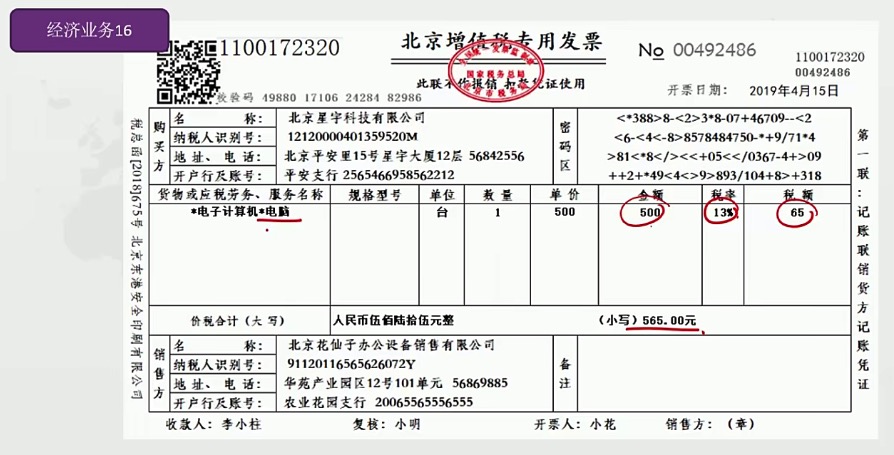 经济业务16
1100172320
北京增值税专用发票
No 00492486
1100172320
00492486
此联不作报销 扣款凭证使用
国家税务总局
开票日期： 2019年4月15日
校验码 49880 17106 24284 82986
税总函[2018]675号 北京东港安全印刷有限公司
购买方
名 称： 北京星宇科技有限公司
纳税人识别号： 12120000401359520M
地 址、电 话： 北京平安里15号星宇大厦12层 56842556
开户行及账号： 平安支行 2565466958562212
密码区
<*388>8-<2>3*8-07+46709--<2
<6-<4-<8>8578484750-*+9/71*4
>81<*8</><<+05<</0367-4+>09
++2+*49<4<>9>893/104+8>+318
货物或应税劳务、服务名称 规格型号 单位 数量 单价 金额 税率 税额
*电子计算机*电脑 台 1 500 500 13% 65
价税合计（大 写） 人民币伍佰陆拾伍元整 （小写）565.00元
销售方
名 称： 北京花仙子办公设备销售有限公司
纳税人识别号： 91120116565626072Y
地 址、电 话： 华苑产业园区12号101单元 56869885
开户行及账号： 农业花园支行 20065565556555
备注
收款人：李小柱 复核：小明 开票人：小花 销售方：（章）
第一联：记账联销货方记账凭证